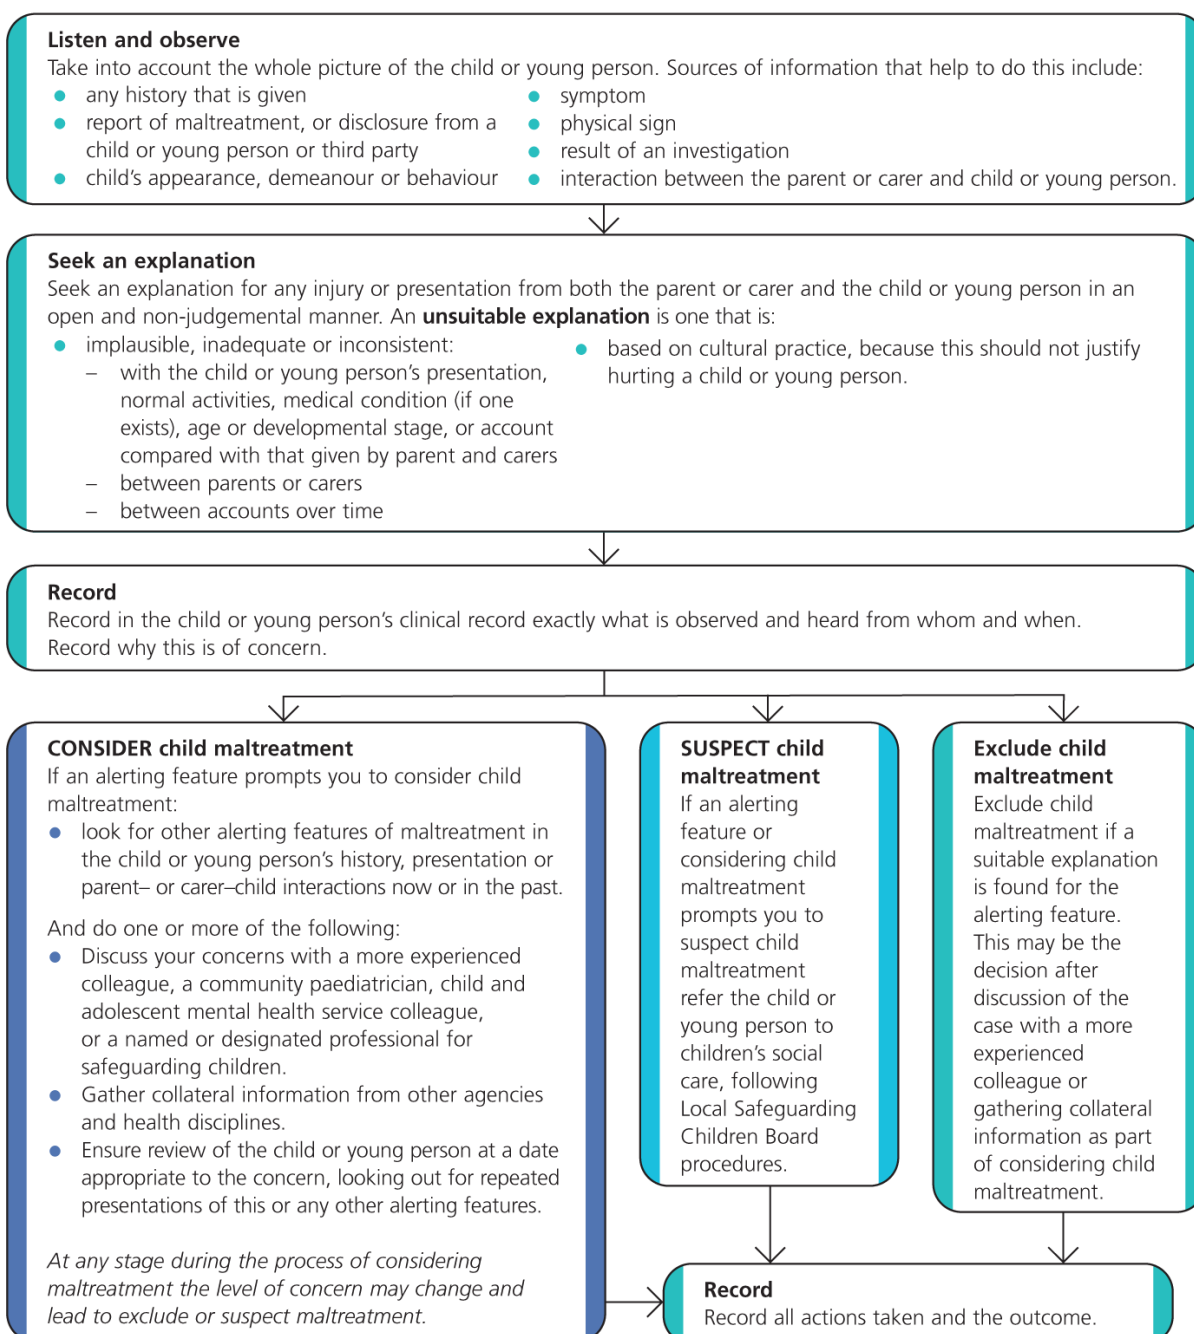 Listen and observe
Take into account the whole picture of the child or young person. Sources of information that help to do this include:
● any history that is given
● report of maltreatment, or disclosure from a
child or young person or third party
● child’s appearance, demeanour or behaviour
● symptom
● physical sign
● result of an investigation
● interaction between the parent or carer and child or young person.
Seek an explanation
Seek an explanation for any injury or presentation from both the parent or carer and the child or young person in an
open and non-judgemental manner. An unsuitable explanation is one that is:
● implausible, inadequate or inconsistent:
– with the child or young person’s presentation,
normal activities, medical condition (if one
exists), age or developmental stage, or account
compared with that given by parent and carers
– between parents or carers
– between accounts over time
● based on cultural practice, because this should not justify
hurting a child or young person.
Record
Record in the child or young person’s clinical record exactly what is observed and heard from whom and when.
Record why this is of concern.
CONSIDER child maltreatment
If an alerting feature prompts you to consider child
maltreatment:
● look for other alerting features of maltreatment in
the child or young person’s history, presentation or
parent– or carer–child interactions now or in the past.
And do one or more of the following:
● Discuss your concerns with a more experienced
colleague, a community paediatrician, child and
adolescent mental health service colleague,
or a named or designated professional for
safeguarding children.
● Gather collateral information from other agencies
and health disciplines.
● Ensure review of the child or young person at a date
appropriate to the concern, looking out for repeated
presentations of this or any other alerting features.
At any stage during the process of considering
maltreatment the level of concern may change and
lead to exclude or suspect maltreatment.
SUSPECT child
maltreatment
If an alerting
feature or
considering child
maltreatment
prompts you to
suspect child
maltreatment
refer the child or
young person to
children’s social
care, following
Local Safeguarding
Children Board
procedures.
Exclude child
maltreatment
Exclude child
maltreatment if a
suitable explanation
is found for the
alerting feature.
This may be the
decision after
discussion of the
case with a more
experienced
colleague or
gathering collateral
information as part
of considering child
maltreatment.
Record
Record all actions taken and the outcome.